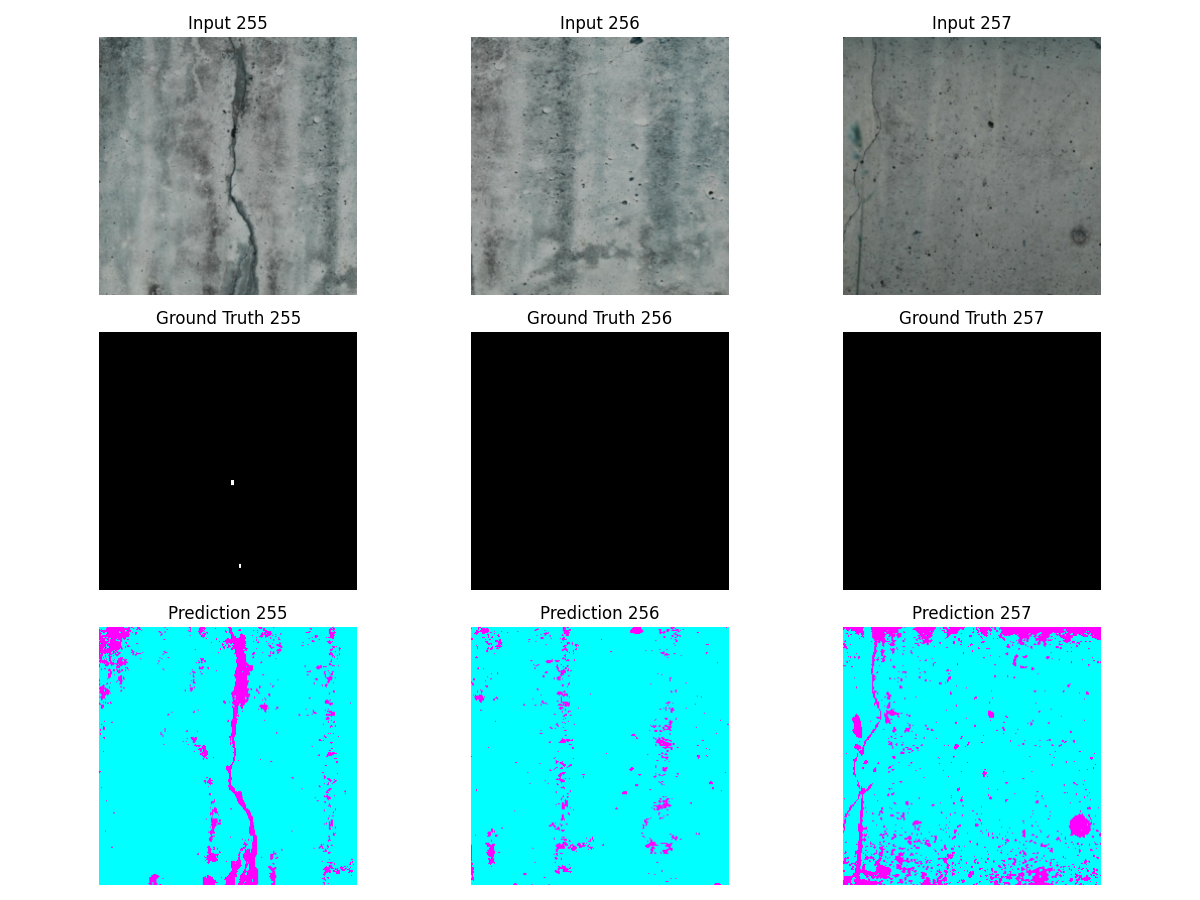 Input 255
Input 256
Input 257
Ground Truth 255
Ground Truth 256
Ground Truth 257
Prediction 255
Prediction 256
Prediction 257